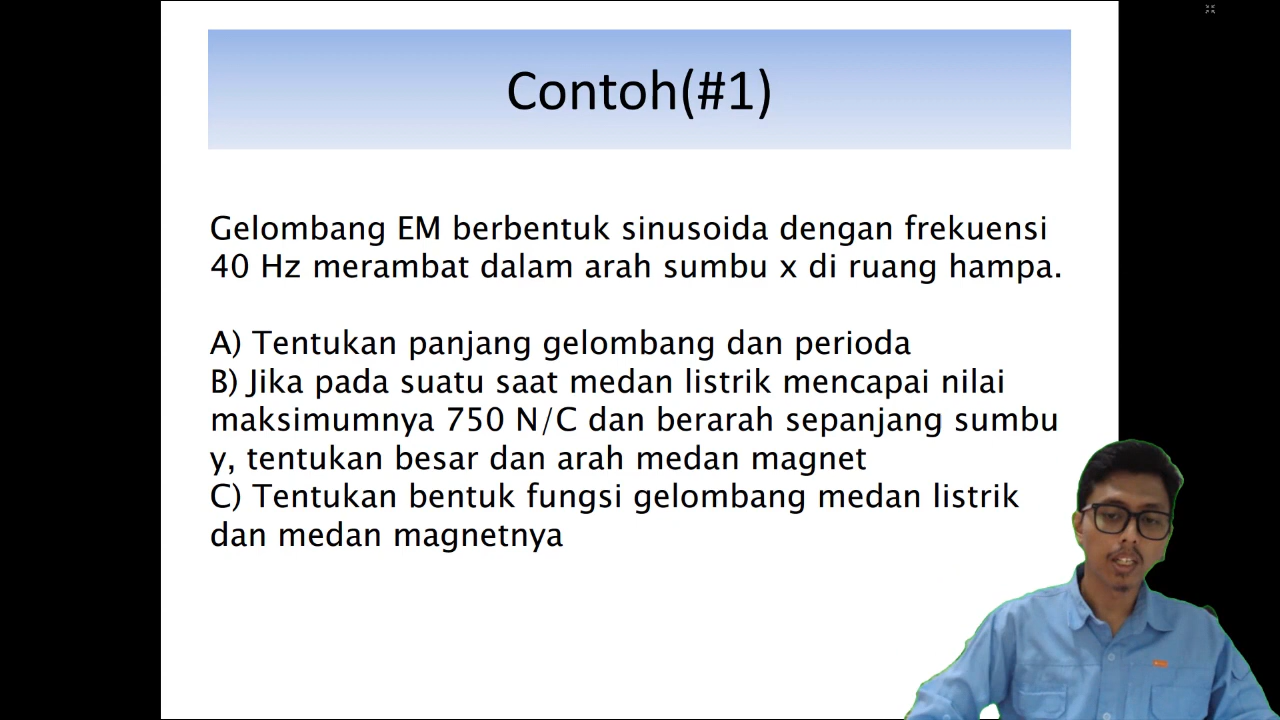 Contoh(#1)
Gelombang EM berbentuk sinusoida dengan frekuensi
40 Hz merambat dalam arah sumbu x di ruang hampa.
A) Tentukan panjang gelombang dan perioda
B) Jika pada suatu saat medan listrik mencapai nilai
maksimumnya 750 N/C dan berarah sepanjang sumbu
y, tentukan besar dan arah medan magnet
C) Tentukan bentuk fungsi gelombang medan listrik
dan medan magnetnya